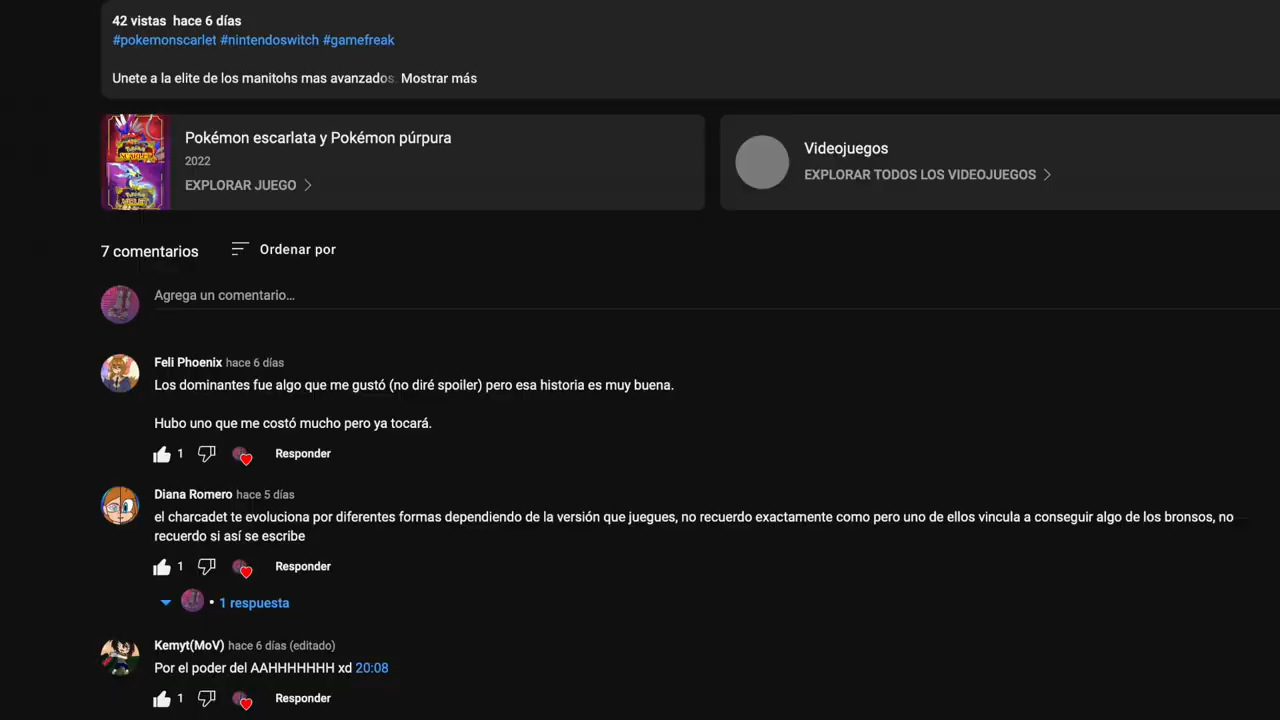 42 vistas hace 6 días
#pokemonscarlet #nintendoswitch #gamefreak
Unete a la elite de los manitohs mas avanzados. Mostrar más
Pokémon escarlata y Pokémon púrpura
2022
EXPLORAR JUEGO
Videojuegos
EXPLORAR TODOS LOS VIDEOJUEGOS
7 comentarios
Ordenar por
Agrega un comentario...
Feli Phoenix hace 6 días
Los dominantes fue algo que me gustó (no diré spoiler) pero esa historia es muy buena.
Hubo uno que me costó mucho pero ya tocará.
1 Responder
Diana Romero hace 5 días
el charcadet te evoluciona por diferentes formas dependiendo de la versión que juegues, no recuerdo exactamente como pero uno de ellos vincula a conseguir algo de los bronsos, no
recuerdo si así se escribe
1 Responder
• 1 respuesta
Kemyt(MoV) hace 6 días (editado)
Por el poder del AAHHHHHHH xd 20:08
1 Responder